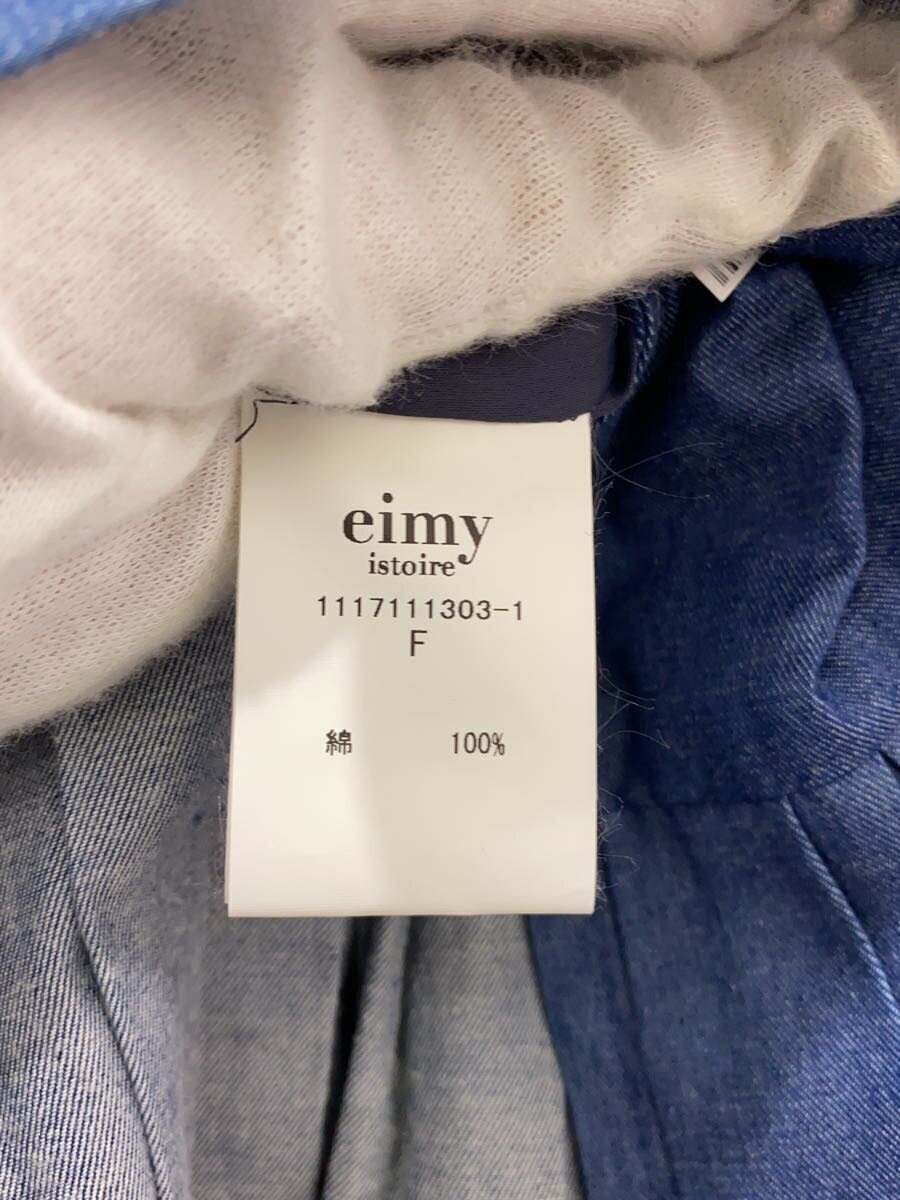 eimy
istoire
1117111303-1
F
綿 100%